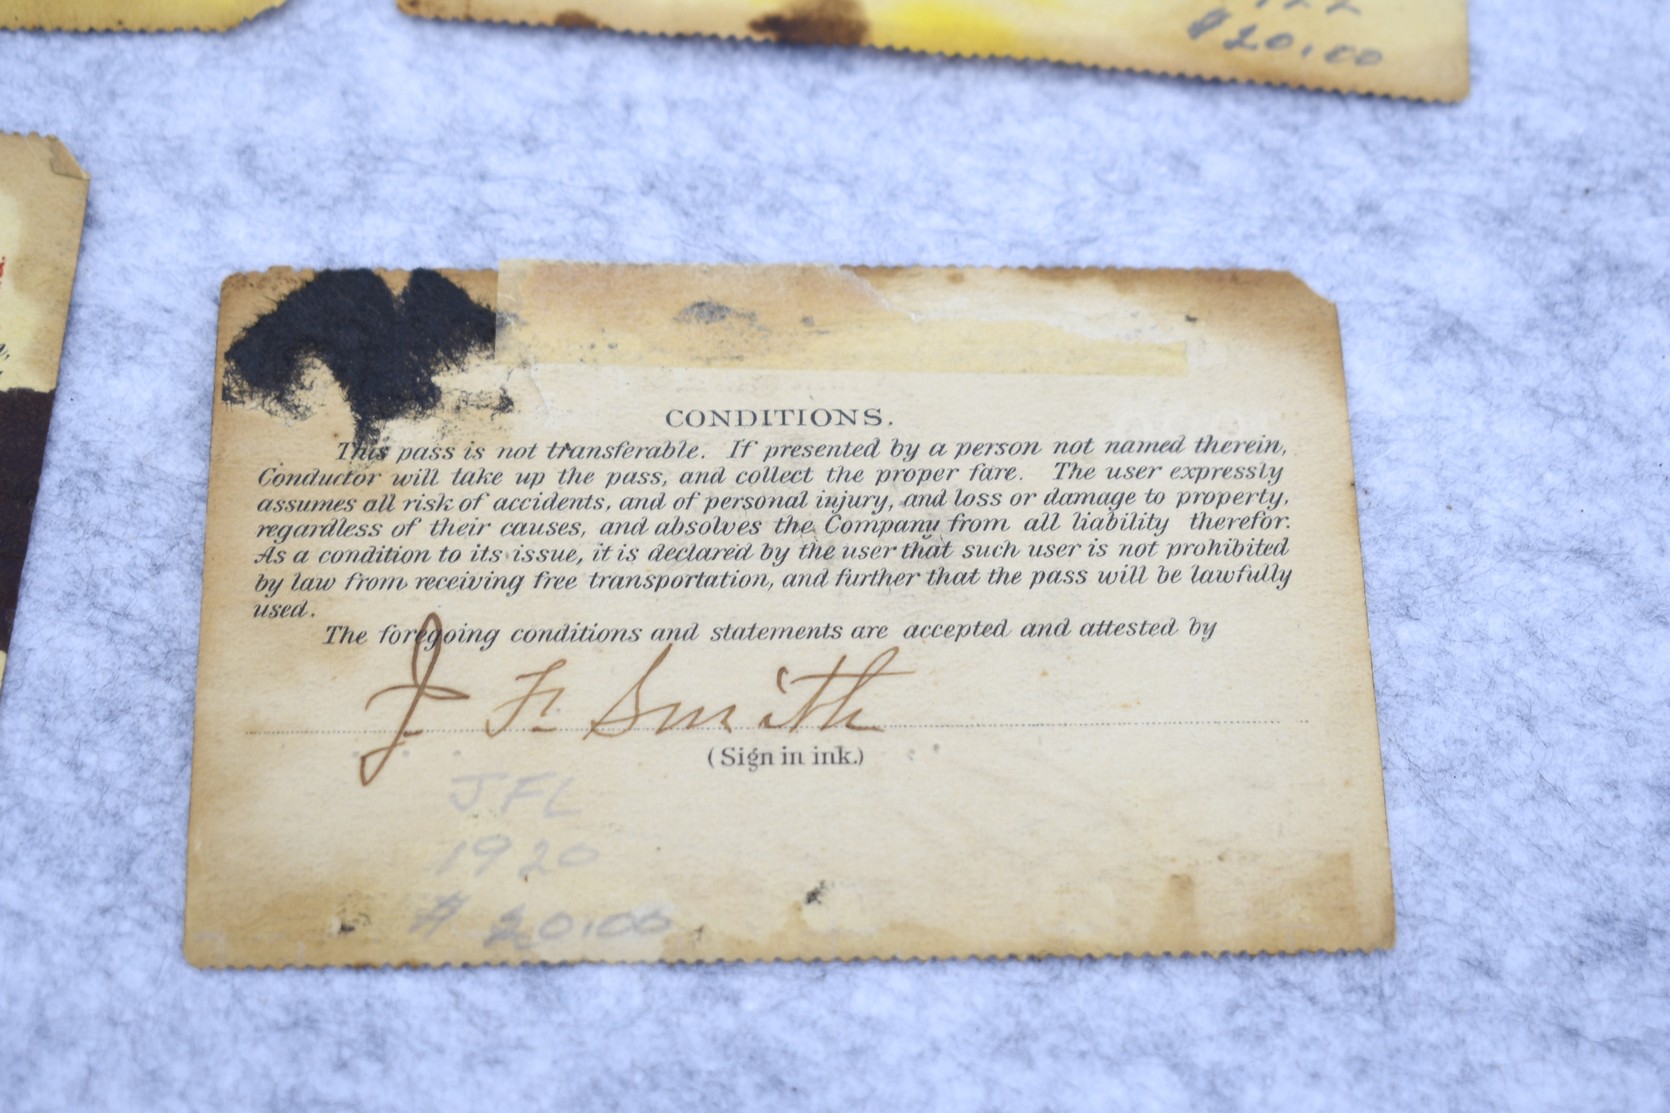 $20.00
CONDITIONS.
This pass is not transferable. If presented by a person not named therein,
Conductor will take up the pass, and collect the proper fare. The user expressly
assumes all risk of accidents, and of personal injury, and loss or damage to property,
regardless of their causes, and absolves the Company from all liability therefor.
As a condition to its issue, it is declared by the user that such user is not prohibited
by law from receiving free transportation, and further that the pass will be lawfully
used.
The foregoing conditions and statements are accepted and attested by
J. F. Smith
(Sign in ink.)
JFL
1920
$ 20.00